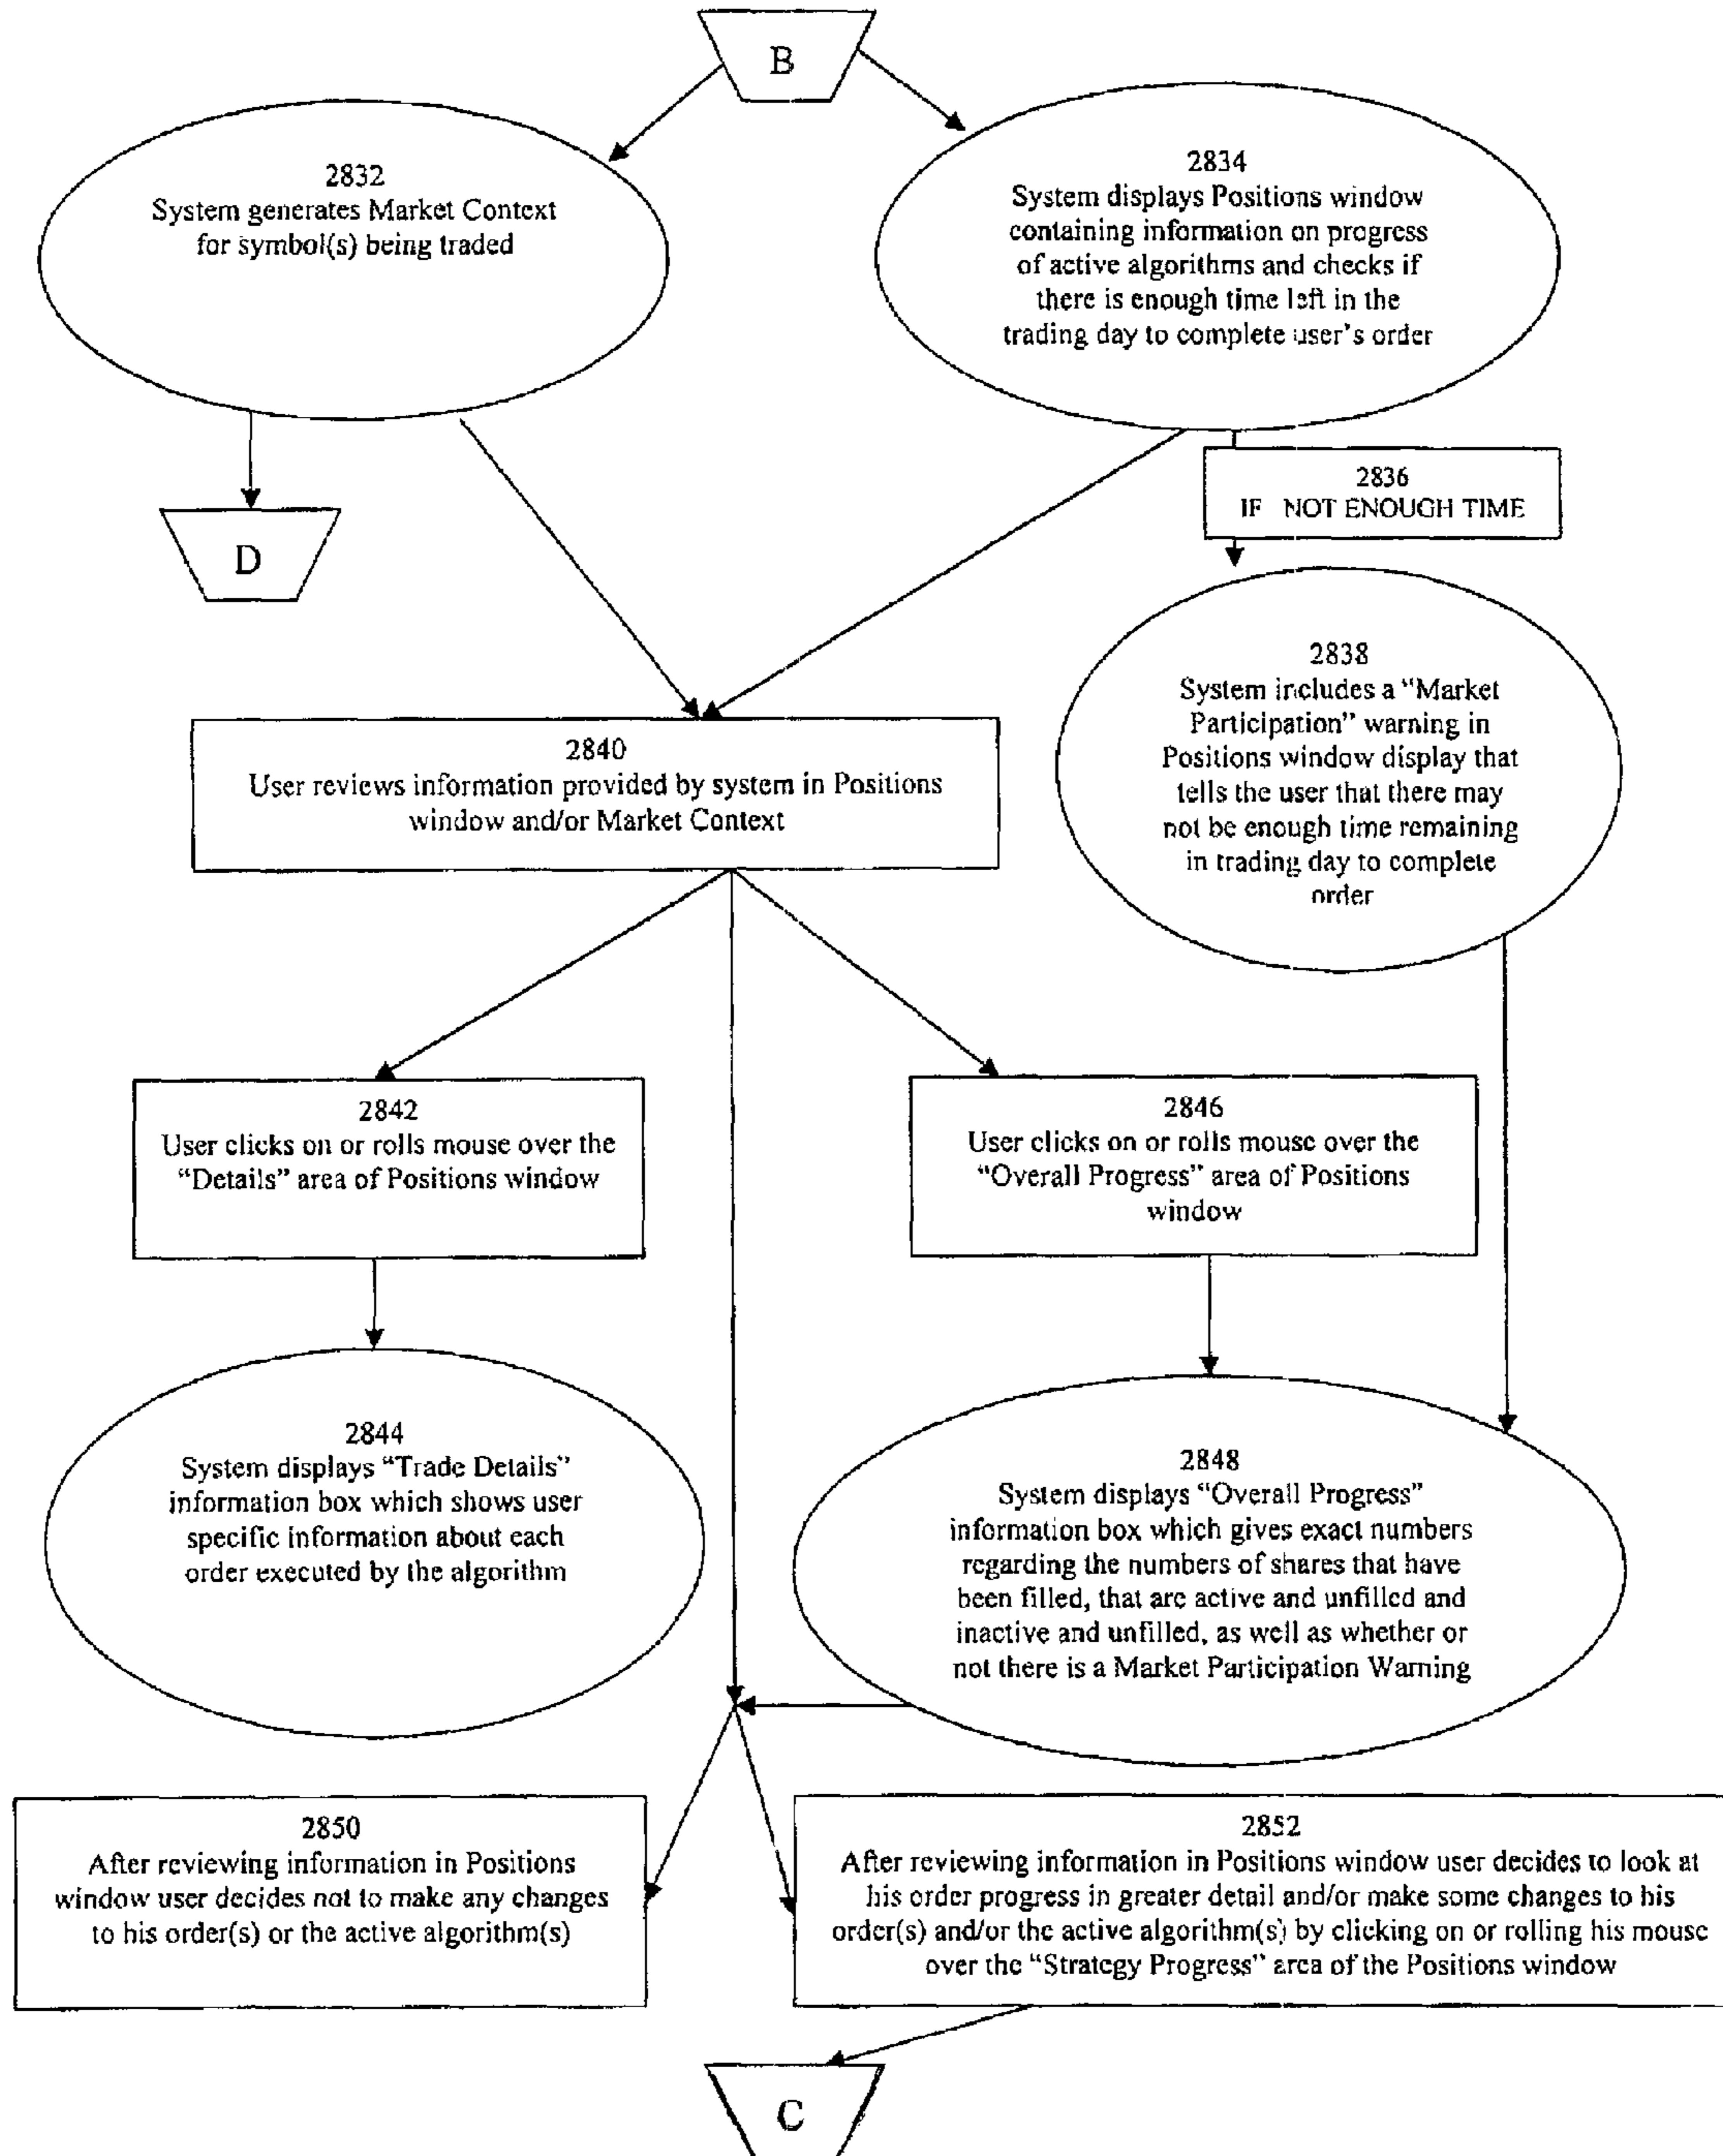 B
2832
System generates Market Context
for symbol(s) being traded
2834
System displays Positions window
containing information on progress
of active algorithms and checks if
there is enough time left in the
trading day to complete user's order
2836
IF NOT ENOUGH TIME
D
2838
System includes a “Market
Participation” warning in
Positions window display that
tells the user that there may
not be enough time remaining
in trading day to complete
order
2840
User reviews information provided by system in Positions
window and/or Market Context
2842
User clicks on or rolls mouse over the
“Details” area of Positions window
2846
User clicks on or rolls mouse over the
“Overall Progress” area of Positions
window
2844
System displays “Trade Details”
information box which shows user
specific information about each
order executed by the algorithm
2848
System displays “Overall Progress”
information box which gives exact numbers
regarding the numbers of shares that have
been filled, that are active and unfilled and
inactive and unfilled, as well as whether or
not there is a Market Participation Warning
2850
After reviewing information in Positions
window user decides not to make any changes
to his order(s) or the active algorithm(s)
2852
After reviewing information in Positions window user decides to look at
his order progress in greater detail and/or make some changes to his
order(s) and/or the active algorithm(s) by clicking on or rolling his mouse
over the “Strategy Progress” area of the Positions window
C